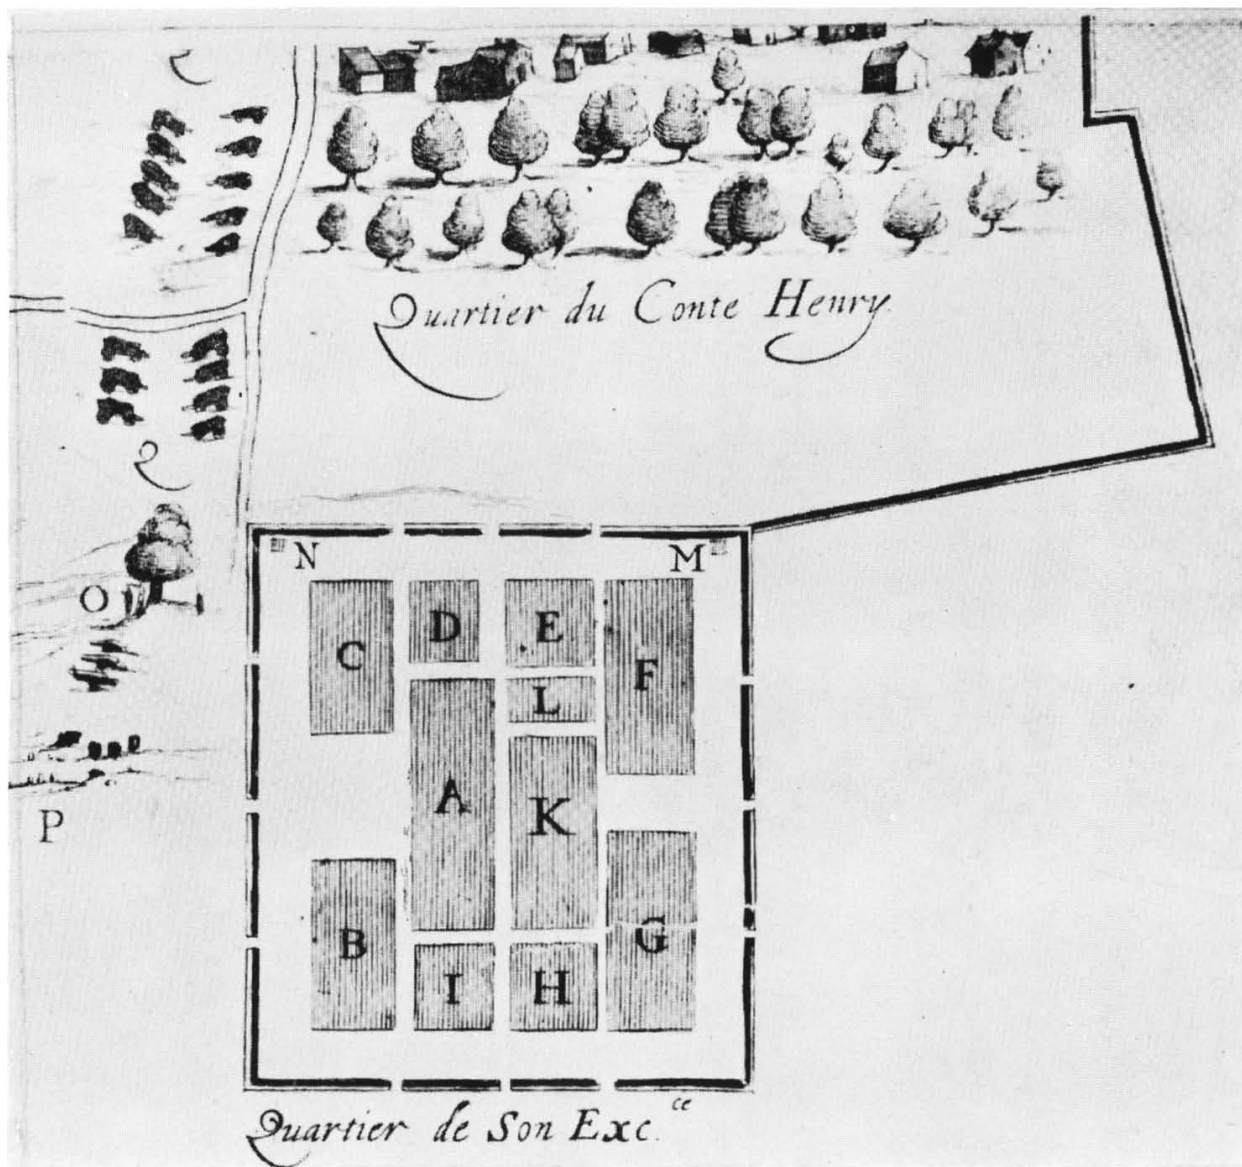 Quartier du Conte Henry.
N M
C D E F
O
L
A K
P
B I H G
Quartier de Son Exc.ce